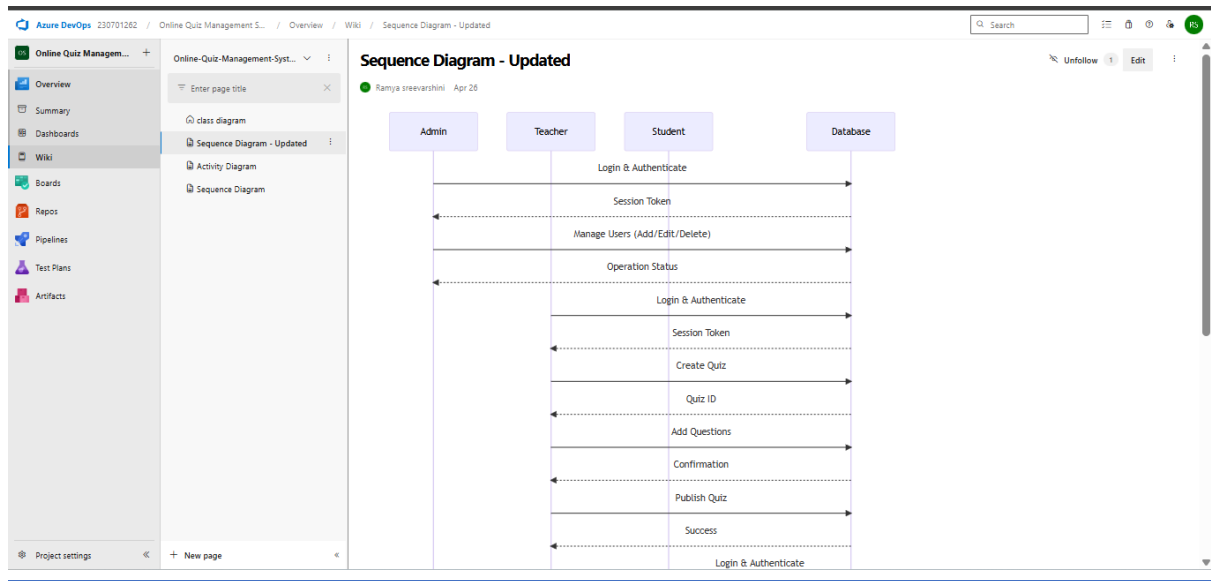 Azure DevOps 230701262 / Online Quiz Management S... / Overview / Wiki / Sequence Diagram - Updated
Search
RS
OS Online Quiz Managem... +
Overview
Summary
Dashboards
Wiki
Boards
Repos
Pipelines
Test Plans
Artifacts
Project settings
Online-Quiz-Management-Syst...
Enter page title
class diagram
Sequence Diagram - Updated
Activity Diagram
Sequence Diagram
+ New page
Sequence Diagram - Updated
Unfollow 1 Edit
Ramya sreevarshini Apr 26
Admin Teacher Student Database
Login & Authenticate
Session Token
Manage Users (Add/Edit/Delete)
Operation Status
Login & Authenticate
Session Token
Create Quiz
Quiz ID
Add Questions
Confirmation
Publish Quiz
Success
Login & Authenticate